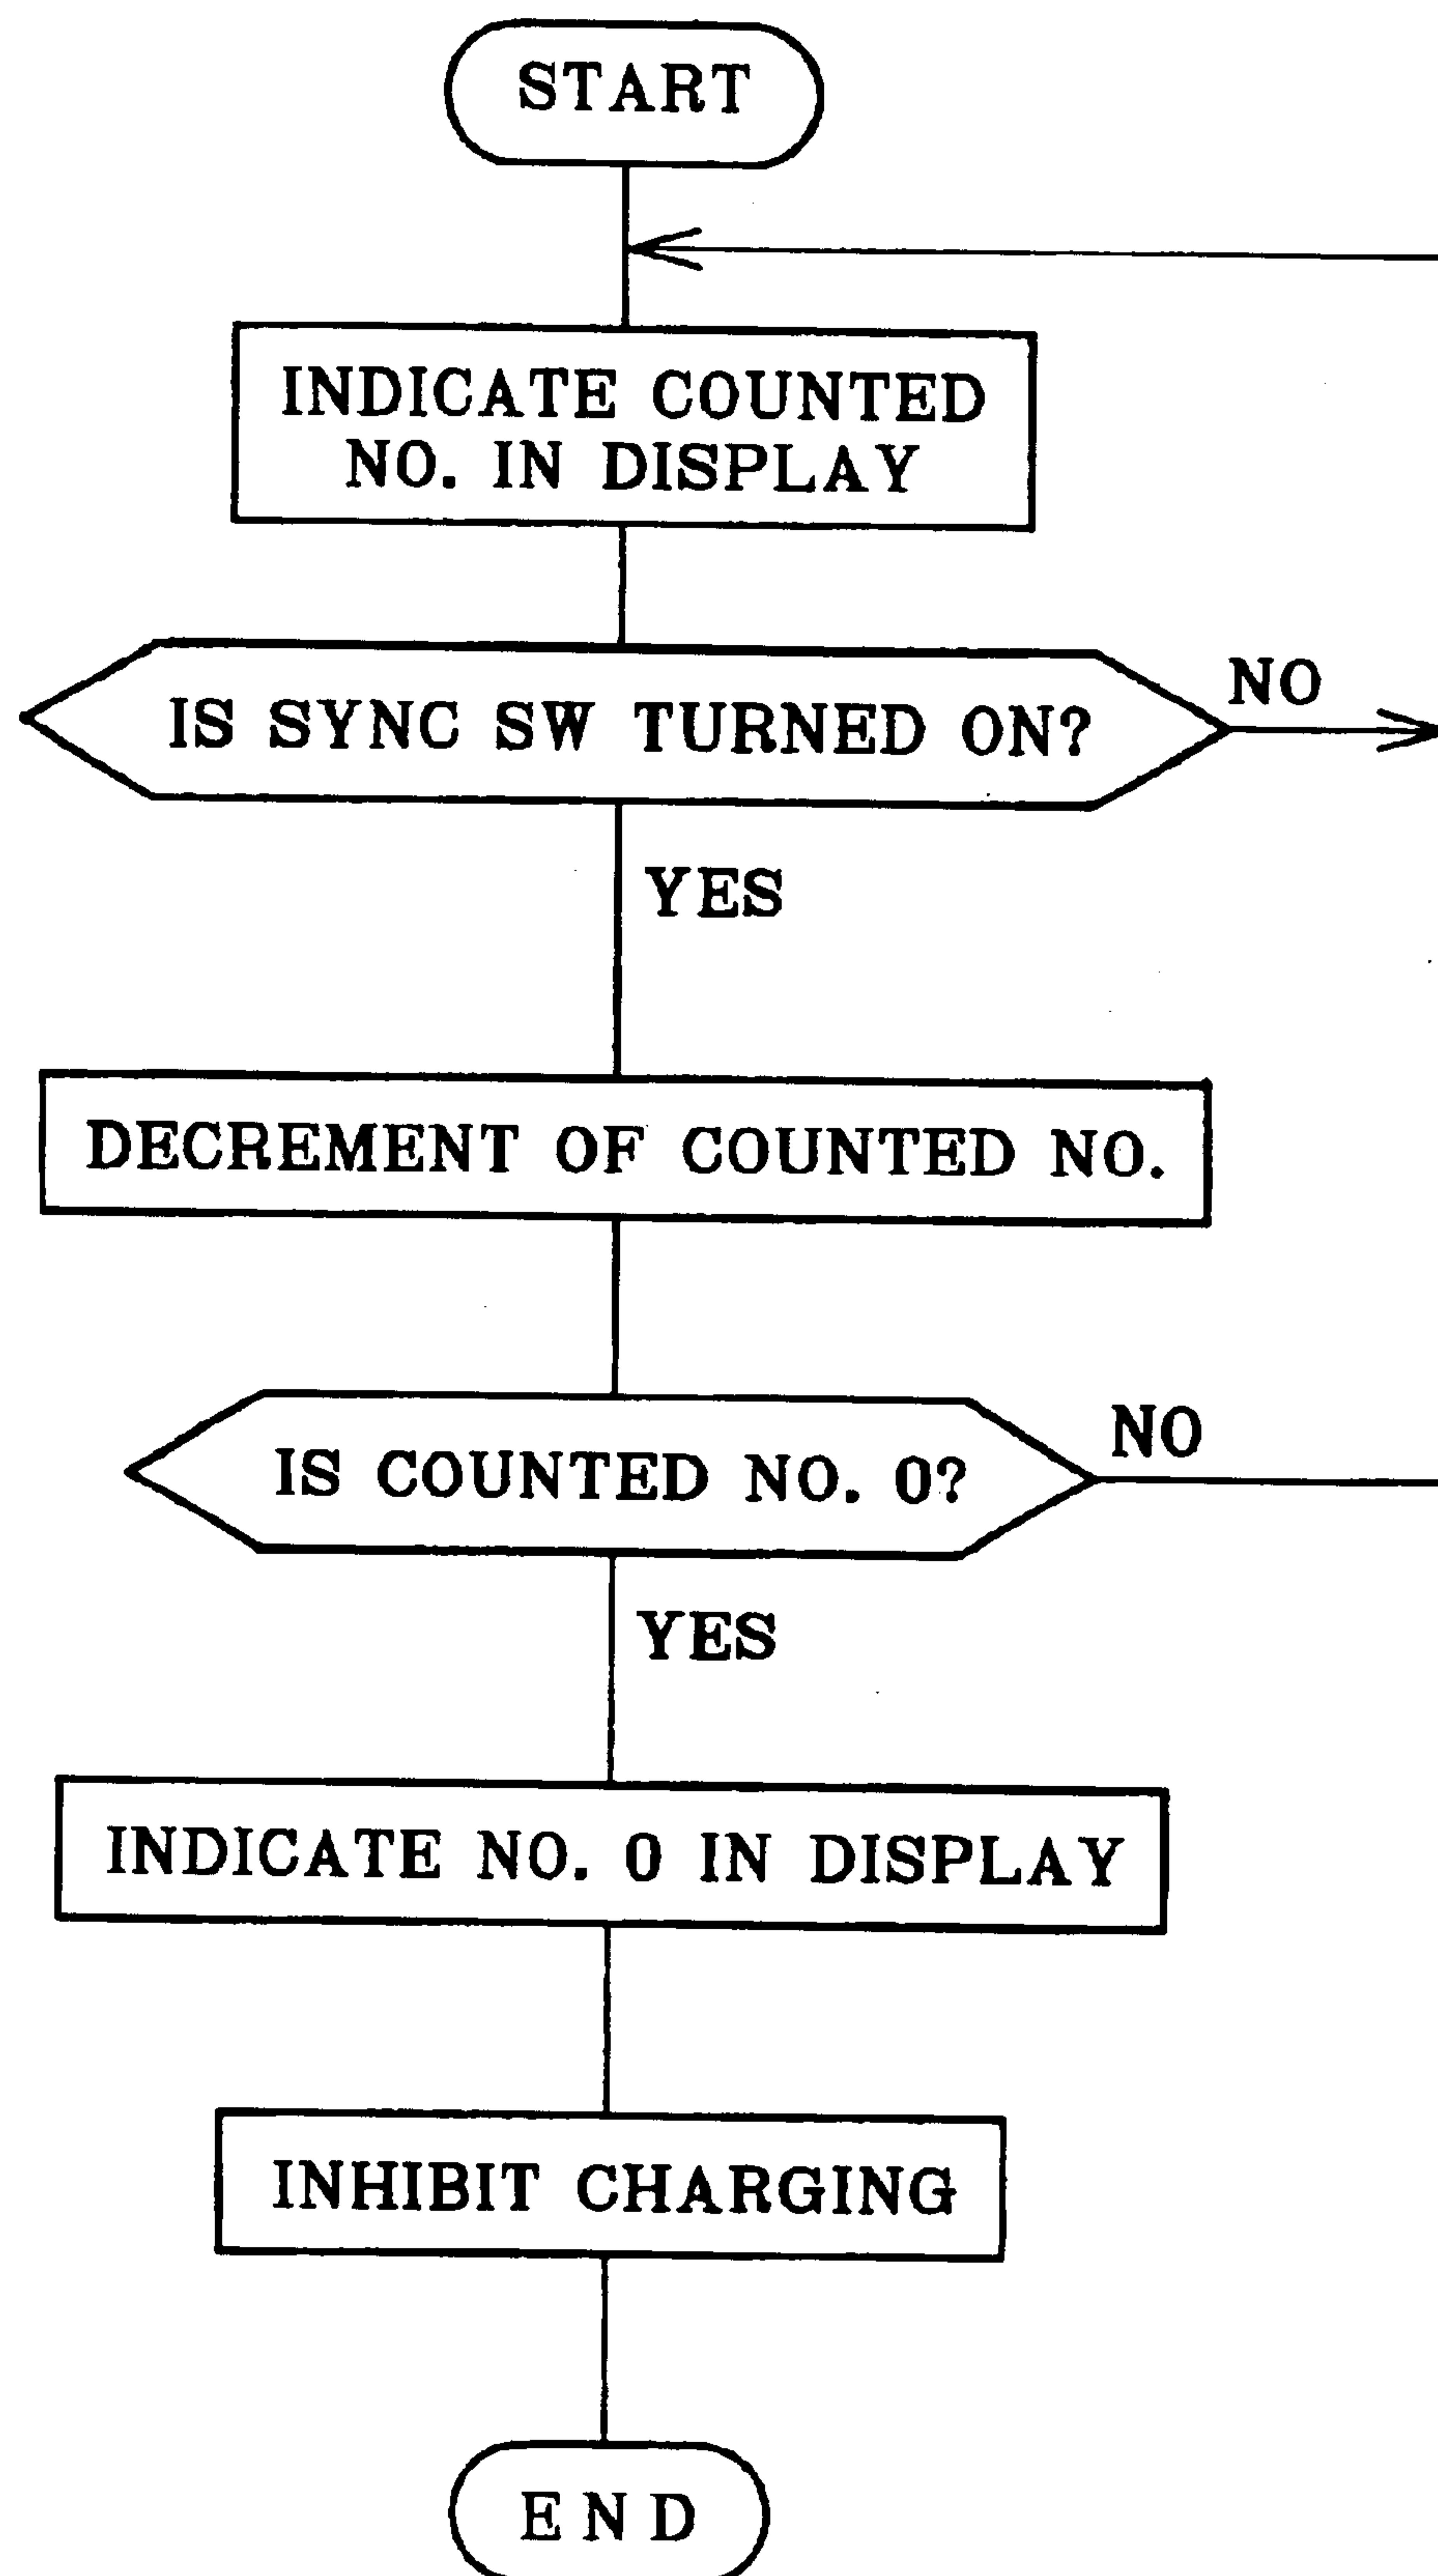 START
INDICATE COUNTED
NO. IN DISPLAY
IS SYNC SW TURNED ON?
NO
YES
DECREMENT OF COUNTED NO.
IS COUNTED NO. 0?
NO
YES
INDICATE NO. 0 IN DISPLAY
INHIBIT CHARGING
END